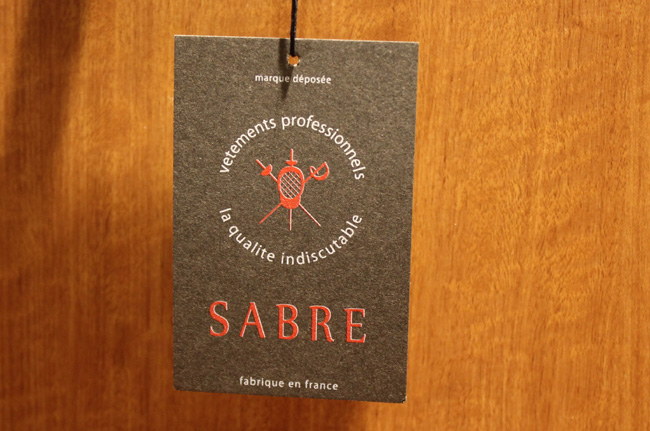 marque déposée
vetements professionnels
la qualite indiscutable
SABRE
fabrique en france